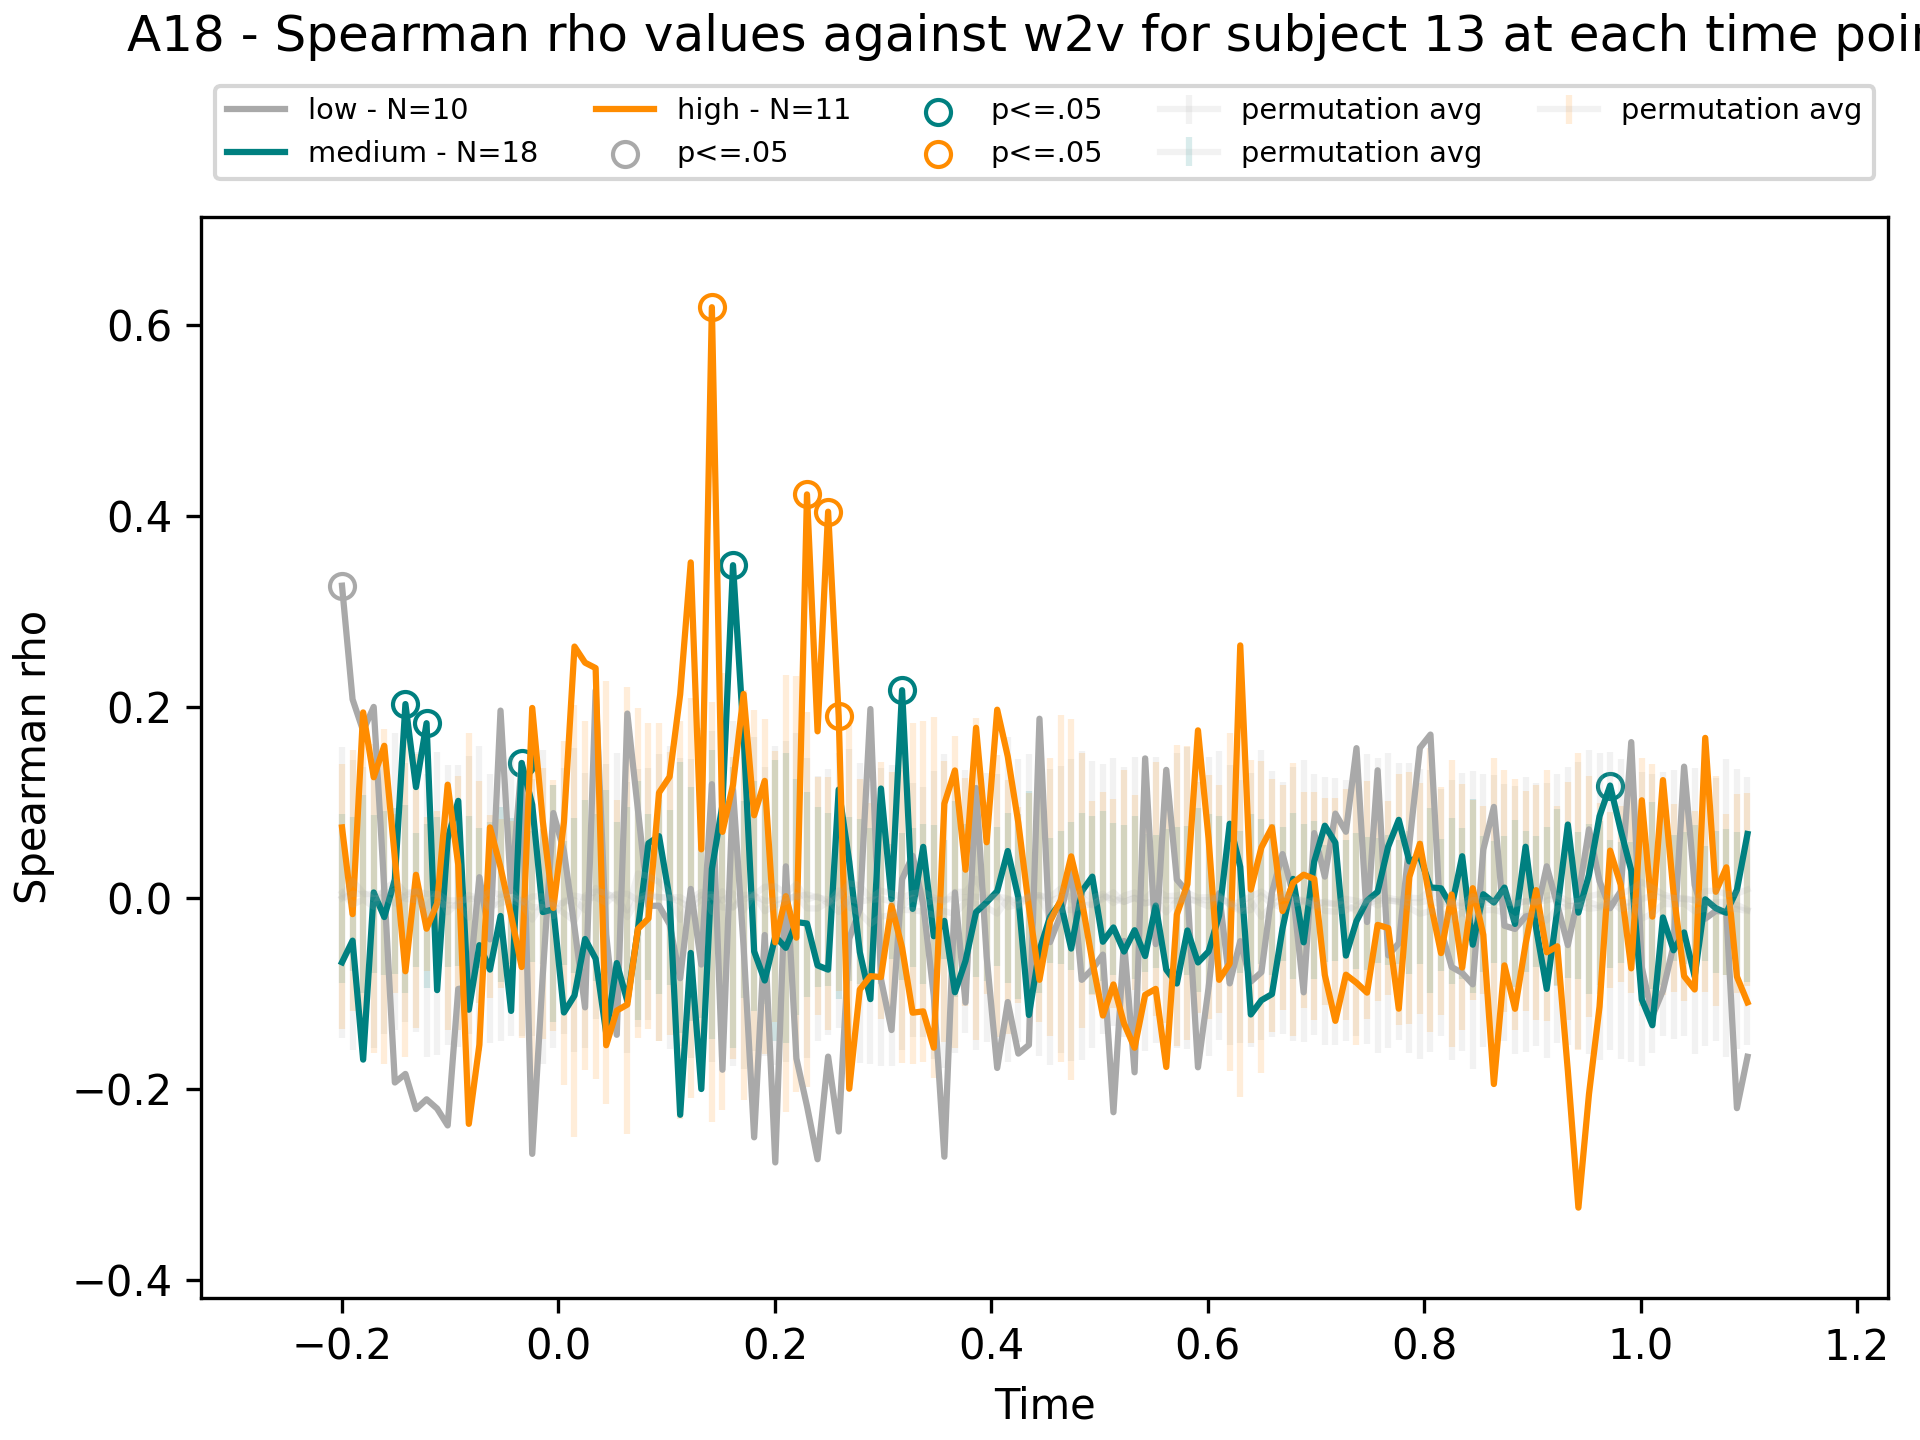 A18 - Spearman rho values against w2v for subject 13 at each time poi
low - N=10 high - N=11 p<=.05 permutation avg permutation avg
medium - N=18 p<=.05 p<=.05 permutation avg
Spearman rho
0.6
0.4
0.2
0.0
−0.2
−0.4
−0.2 0.0 0.2 0.4 0.6 0.8 1.0 1.2
Time